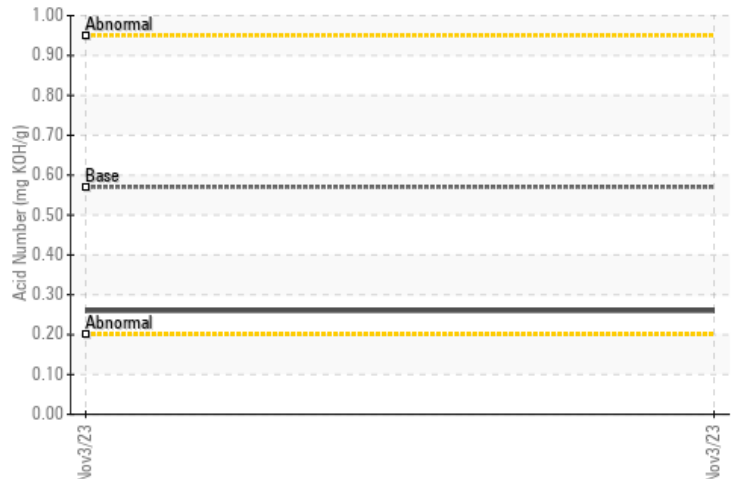 1.00
Abnormal
0.90
0.80
0.70
0.60
Base
0.50
0.40
0.30
Abnormal
0.20
0.10
0.00
Acid Number (mg KOH/g)
Nov3/23
Nov3/23